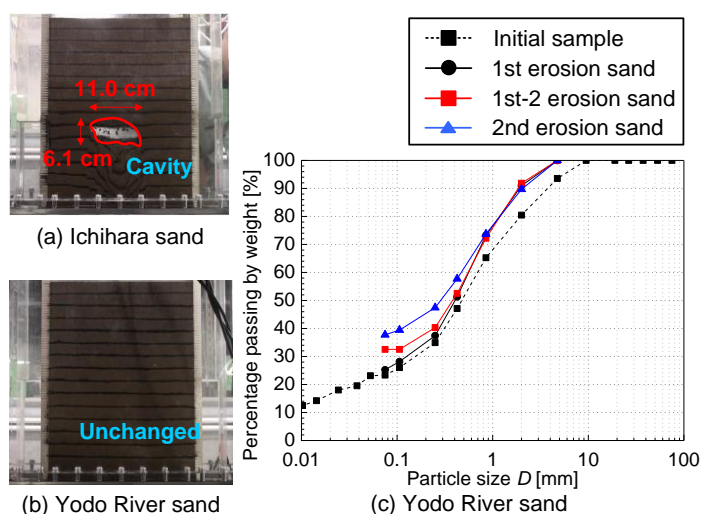 11.0 cm
6.1 cm
Cavity
(a) Ichihara sand
Unchanged
(b) Yodo River sand
Initial sample
1st erosion sand
1st-2 erosion sand
2nd erosion sand
Percentage passing by weight [%]
100
90
80
70
60
50
40
30
20
10
0
0.01 0.1 1 10 100
Particle size D [mm]
(c) Yodo River sand